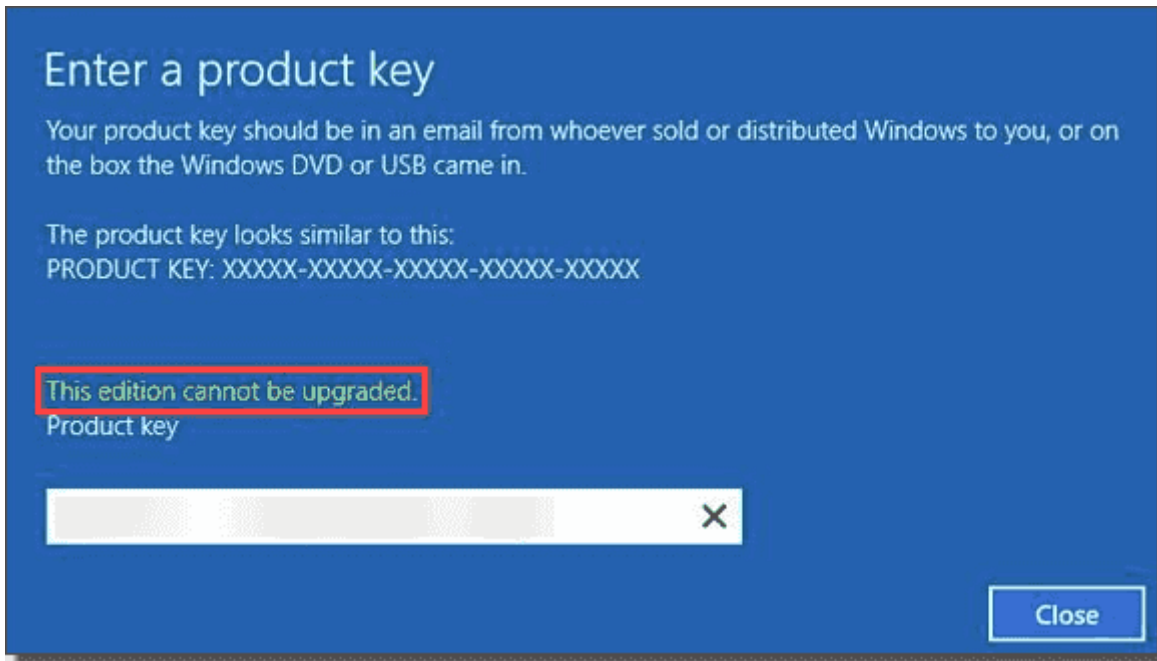 Enter a product key
Your product key should be in an email from whoever sold or distributed Windows to you, or on
the box the Windows DVD or USB came in.
The product key looks similar to this:
PRODUCT KEY: XXXXX-XXXXX-XXXXX-XXXXX-XXXXX
This edition cannot be upgraded.
Product key
Close